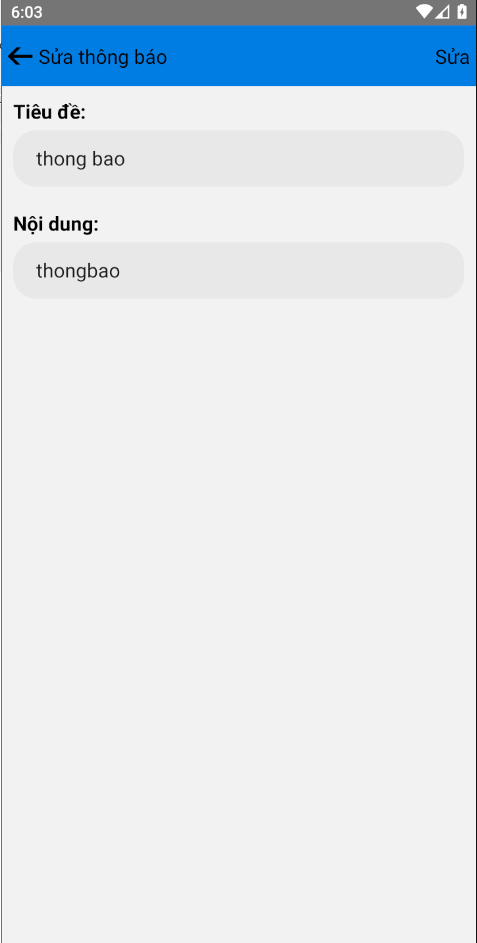 6:03
Sửa thông báo Sửa
Tiêu đề:
thong bao
Nội dung:
thongbao